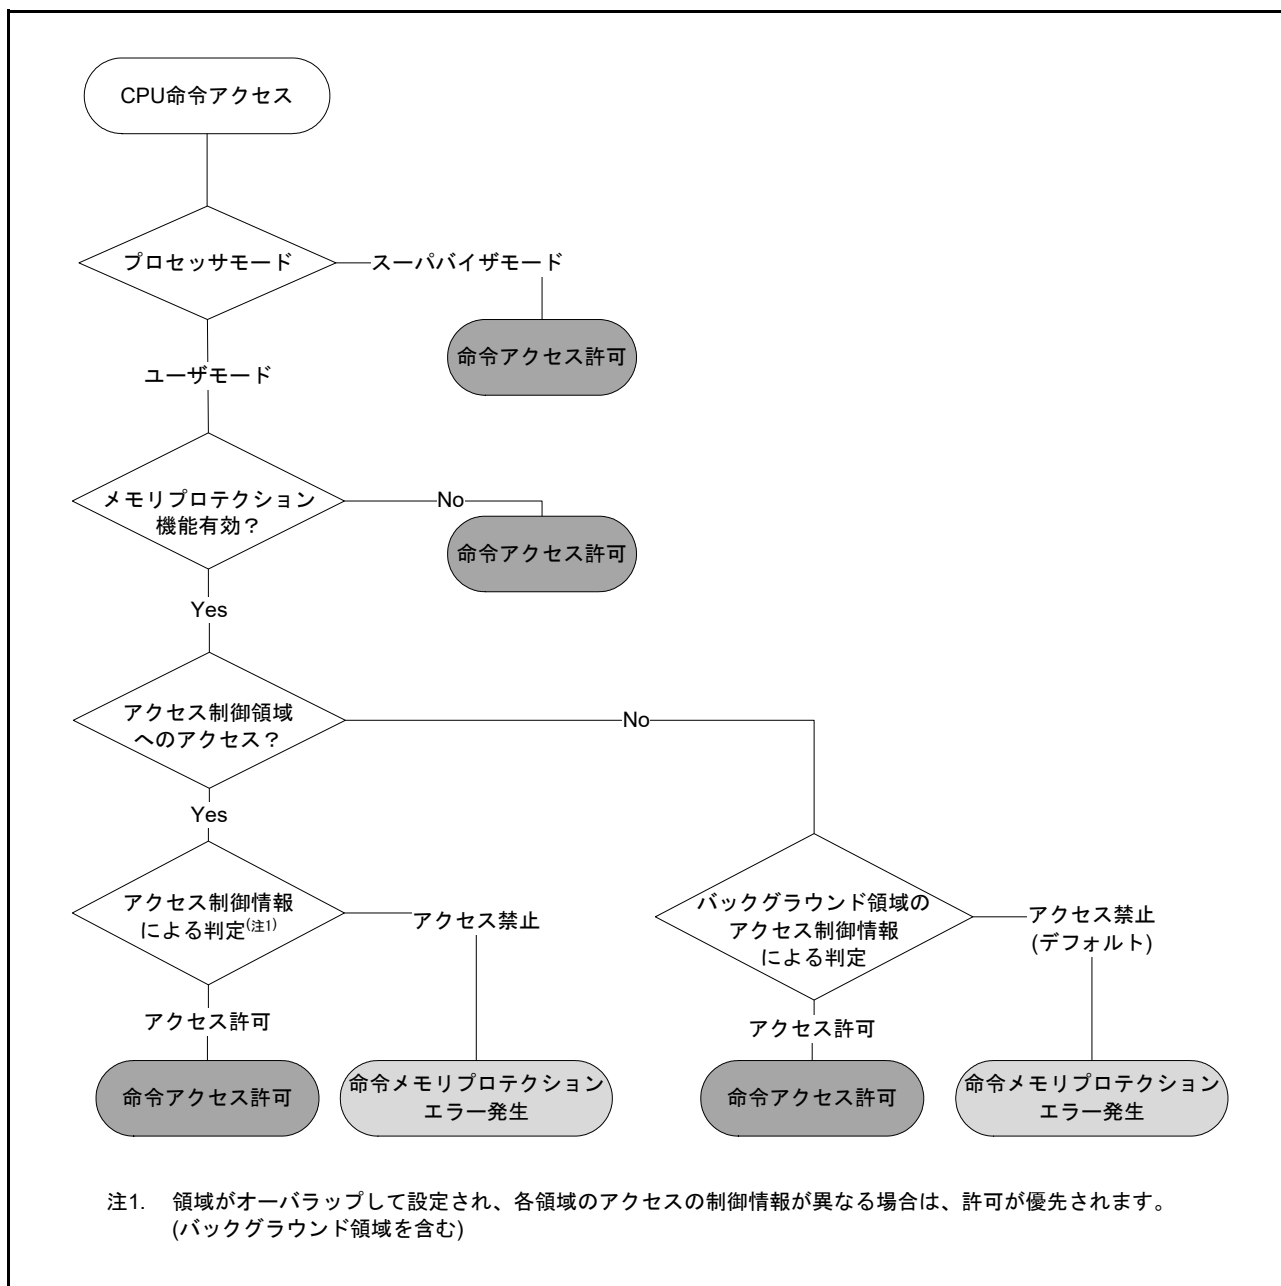 CPU命令アクセス
プロセッサモード
スーパバイザモード
命令アクセス許可
ユーザモード
メモリプロテクション
機能有効？
No
命令アクセス許可
Yes
アクセス制御領域
へのアクセス？
No
Yes
アクセス制御情報
による判定(注1)
アクセス禁止
バックグラウンド領域の
アクセス制御情報
による判定
アクセス禁止
(デフォルト)
アクセス許可
アクセス許可
命令アクセス許可
命令メモリプロテクション
エラー発生
命令アクセス許可
命令メモリプロテクション
エラー発生
注1. 領域がオーバラップして設定され、各領域のアクセスの制御情報が異なる場合は、許可が優先されます。
(バックグラウンド領域を含む)